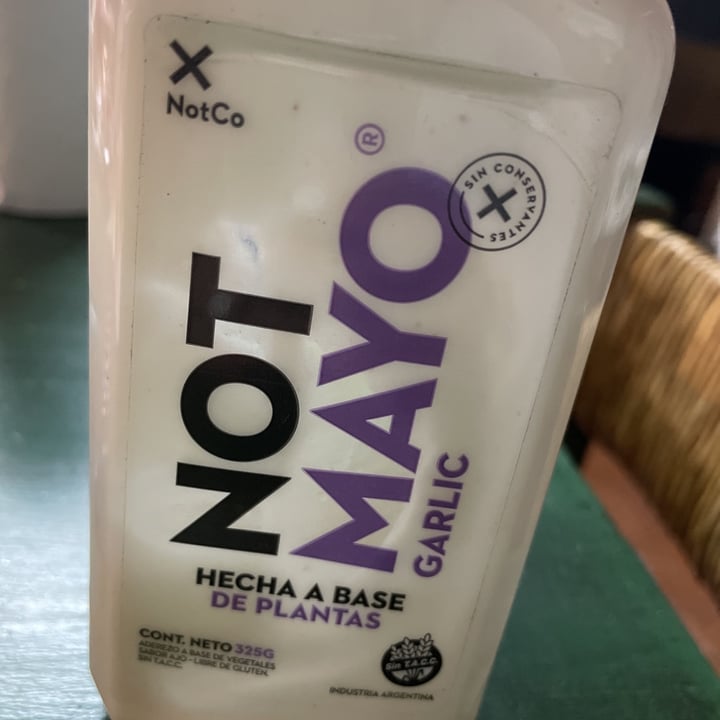 NotCo
SIN CONSERVANTES
NOT
MAYO®
GARLIC
HECHA A BASE
DE PLANTAS
CONT. NETO 325G
ADEREZO A BASE DE VEGETALES
SABOR AJO - LIBRE DE GLUTEN.
SIN T.A.C.C.
Sin T.A.C.C.
INDUSTRIA ARGENTINA